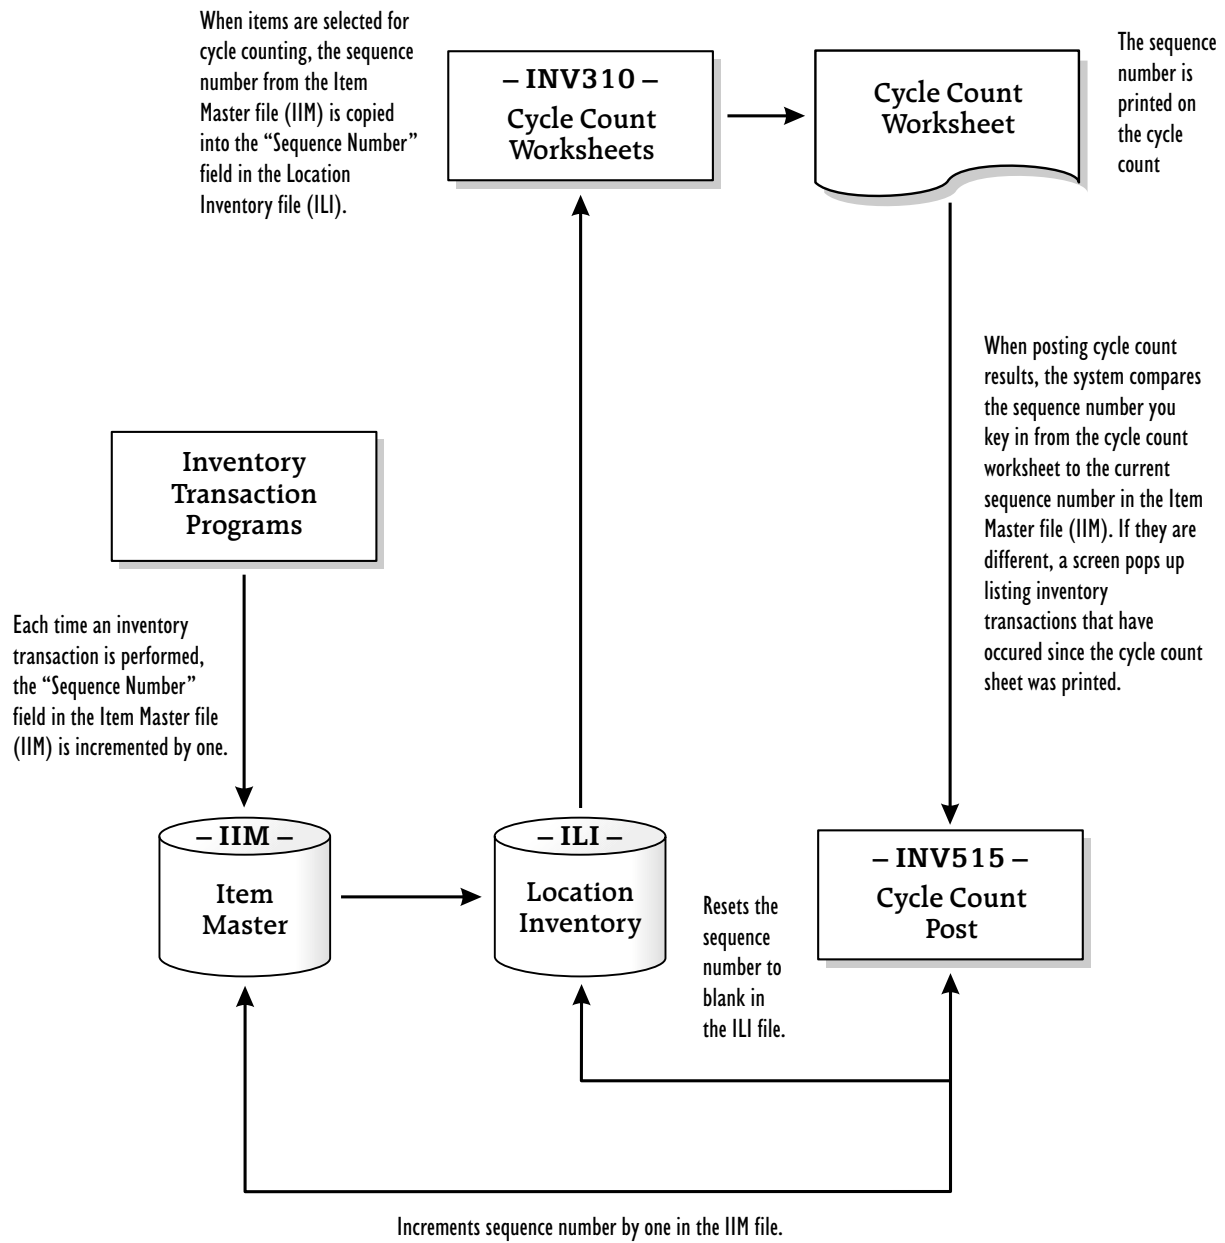 When items are selected for
cycle counting, the sequence
number from the Item
Master file (IIM) is copied
into the “Sequence Number”
field in the Location
Inventory file (ILI).
– INV310 –
Cycle Count
Worksheets
Cycle Count
Worksheet
The sequence
number is
printed on
the cycle
count
When posting cycle count
results, the system compares
the sequence number you
key in from the cycle count
worksheet to the current
sequence number in the Item
Master file (IIM). If they are
different, a screen pops up
listing inventory
transactions that have
occured since the cycle count
sheet was printed.
Inventory
Transaction
Programs
Each time an inventory
transaction is performed,
the “Sequence Number”
field in the Item Master file
(IIM) is incremented by one.
– IIM –
Item
Master
– ILI –
Location
Inventory
Resets the
sequence
number to
blank in
the ILI file.
– INV515 –
Cycle Count
Post
Increments sequence number by one in the IIM file.